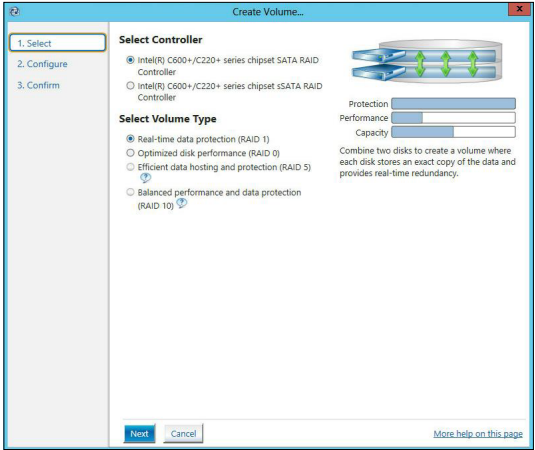 Create Volume...
x
1. Select
2. Configure
3. Confirm
Select Controller
Intel(R) C600+/C220+ series chipset SATA RAID
Controller
Intel(R) C600+/C220+ series chipset sSATA RAID
Controller
Select Volume Type
Real-time data protection (RAID 1)
Optimized disk performance (RAID 0)
Efficient data hosting and protection (RAID 5)
?
Balanced performance and data protection
(RAID 10) ?
Protection
Performance
Capacity
Combine two disks to create a volume where
each disk stores an exact copy of the data and
provides real-time redundancy.
Next
Cancel
More help on this page